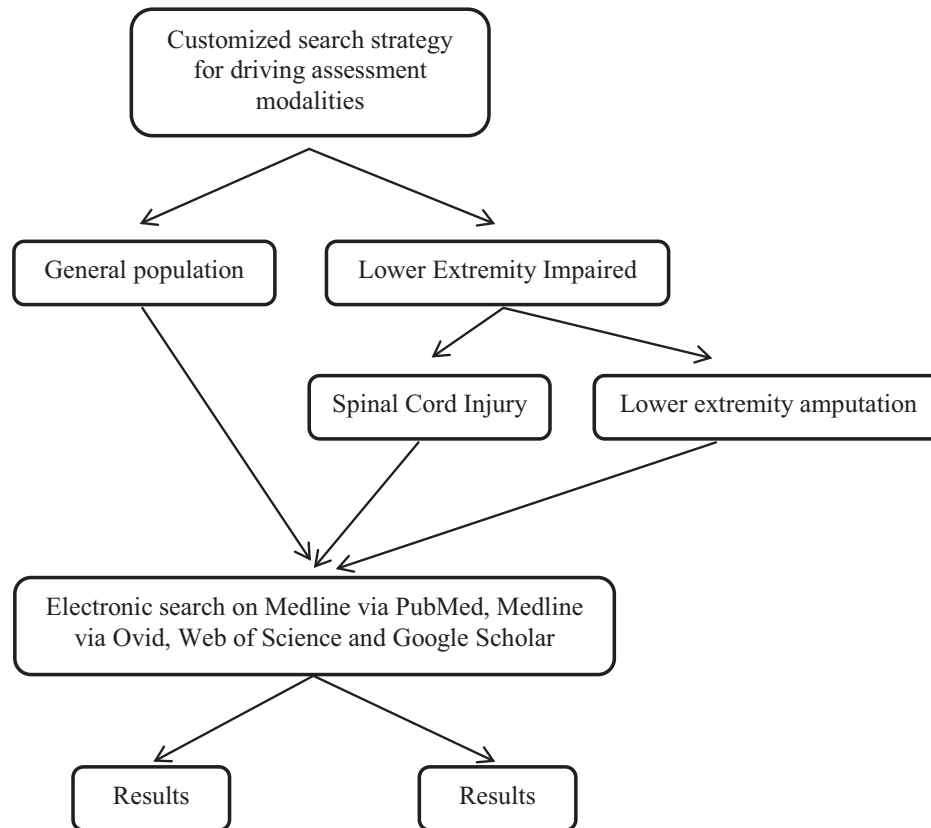 Customized search strategy
for driving assessment
modalities
General population
Lower Extremity Impaired
Spinal Cord Injury
Lower extremity amputation
Electronic search on Medline via PubMed, Medline
via Ovid, Web of Science and Google Scholar
Results
Results